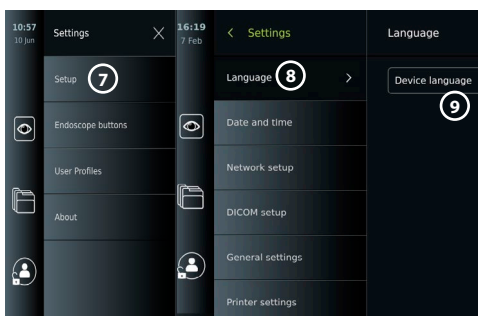 10:57
10 Jun
Settings
Setup
7
Endoscope buttons
User Profiles
About
16:19
7 Feb
Settings
Language
8
Date and time
Network setup
DICOM setup
General settings
Printer settings
Language
Device language
9